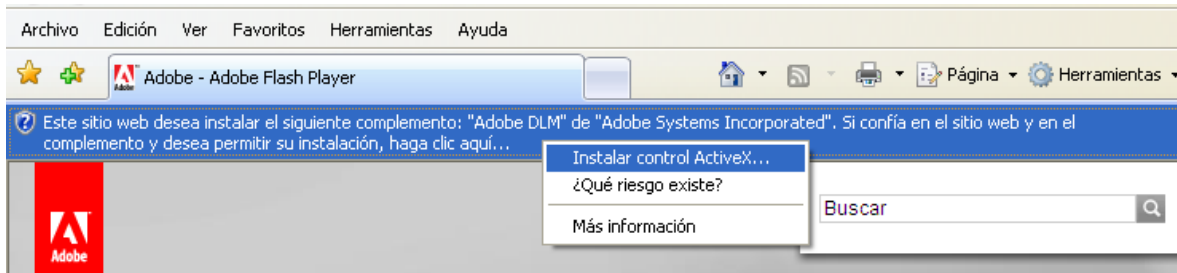 Archivo Edición Ver Favoritos Herramientas Ayuda
Adobe - Adobe Flash Player Página Herramientas
Este sitio web desea instalar el siguiente complemento: "Adobe DLM" de "Adobe Systems Incorporated". Si confía en el sitio web y en el
complemento y desea permitir su instalación, haga clic aquí...
Instalar control ActiveX...
¿Qué riesgo existe?
Más información
Buscar
Adobe